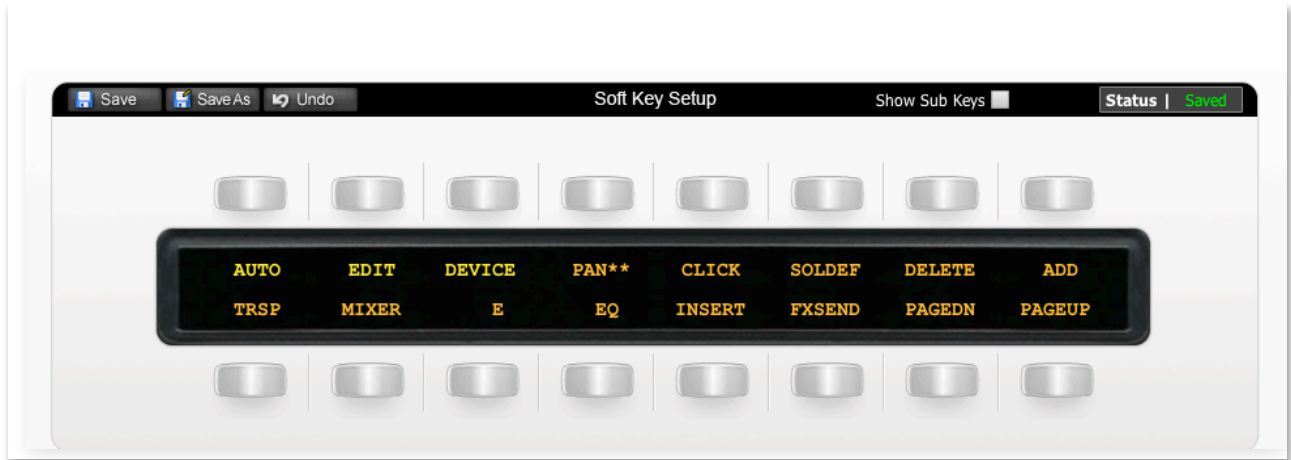 Save Save As Undo Soft Key Setup Show Sub Keys Status | Saved
AUTO EDIT DEVICE PAN** CLICK SOLDEF DELETE ADD
TRSP MIXER E EQ INSERT FXSEND PAGEDN PAGEUP